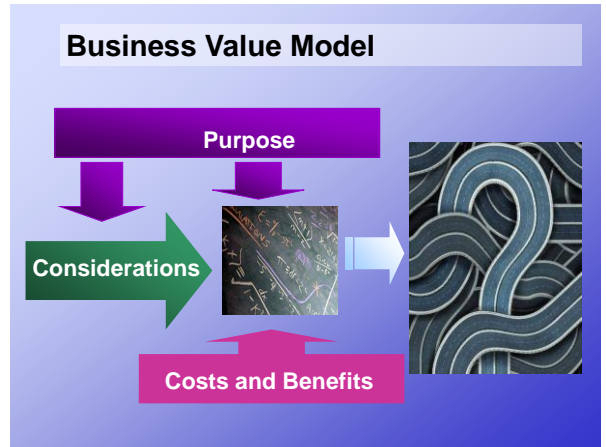 Business Value Model
Purpose
Considerations
Costs and Benefits